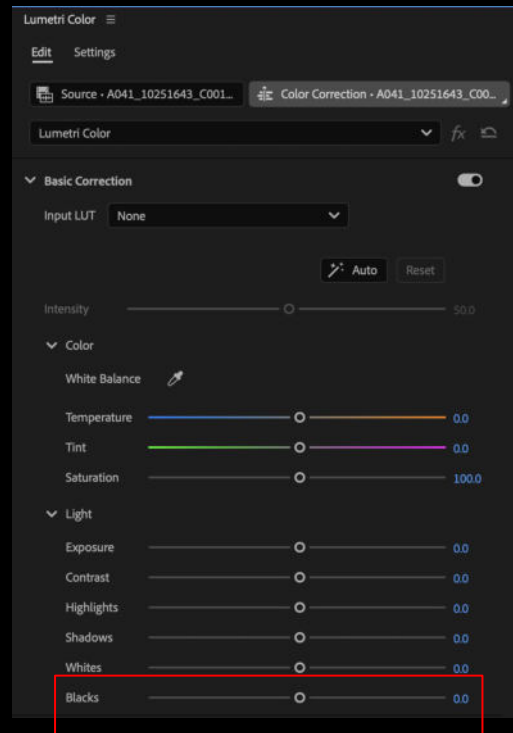 Lumetri Color
Edit Settings
Source • A041_10251643_C001... Color Correction • A041_10251643_C00...
Lumetri Color fx
Basic Correction
Input LUT None
Auto Reset
Intensity 50.0
Color
White Balance
Temperature 0.0
Tint 0.0
Saturation 100.0
Light
Exposure 0.0
Contrast 0.0
Highlights 0.0
Shadows 0.0
Whites 0.0
Blacks 0.0